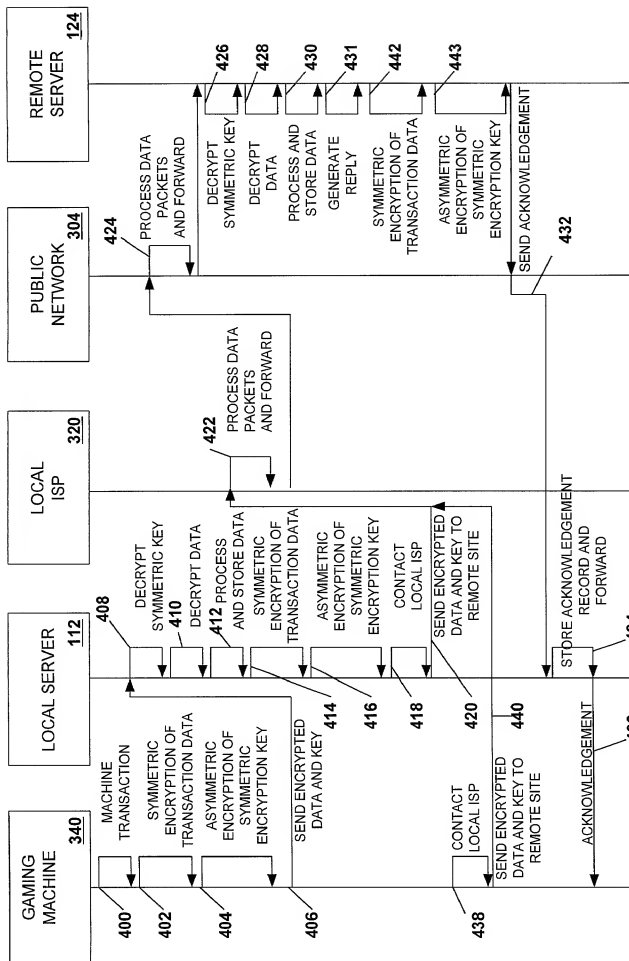 GAMING
MACHINE
340
LOCAL SERVER
112
LOCAL
ISP
320
PUBLIC
NETWORK
304
REMOTE
SERVER
124
400
MACHINE
TRANSACTION
402
SYMMETRIC
ENCRYPTION OF
TRANSACTION DATA
404
ASYMMETRIC
ENCRYPTION OF
SYMMETRIC
ENCRYPTION KEY
406
SEND ENCRYPTED
DATA AND KEY
408
DECRYPT
SYMMETRIC KEY
410
DECRYPT DATA
412
PROCESS
AND STORE DATA
414
SYMMETRIC
ENCRYPTION OF
TRANSACTION DATA
416
ASYMMETRIC
ENCRYPTION OF
SYMMETRIC
ENCRYPTION KEY
418
CONTACT
LOCAL ISP
420
SEND ENCRYPTED
DATA AND KEY TO
REMOTE SITE
422
PROCESS DATA
PACKETS
AND FORWARD
424
PROCESS DATA
PACKETS
AND FORWARD
426
DECRYPT
SYMMETRIC KEY
428
DECRYPT
DATA
430
PROCESS AND
STORE DATA
431
GENERATE
REPLY
442
SYMMETRIC
ENCRYPTION OF
TRANSACTION DATA
443
ASYMMETRIC
ENCRYPTION OF
SYMMETRIC
ENCRYPTION KEY
SEND ACKNOWLEDGEMENT
432
438
CONTACT
LOCAL ISP
440
SEND ENCRYPTED
DATA AND KEY TO
REMOTE SITE
STORE ACKNOWLEDGEMENT
RECORD AND
FORWARD
ACKNOWLEDGEMENT